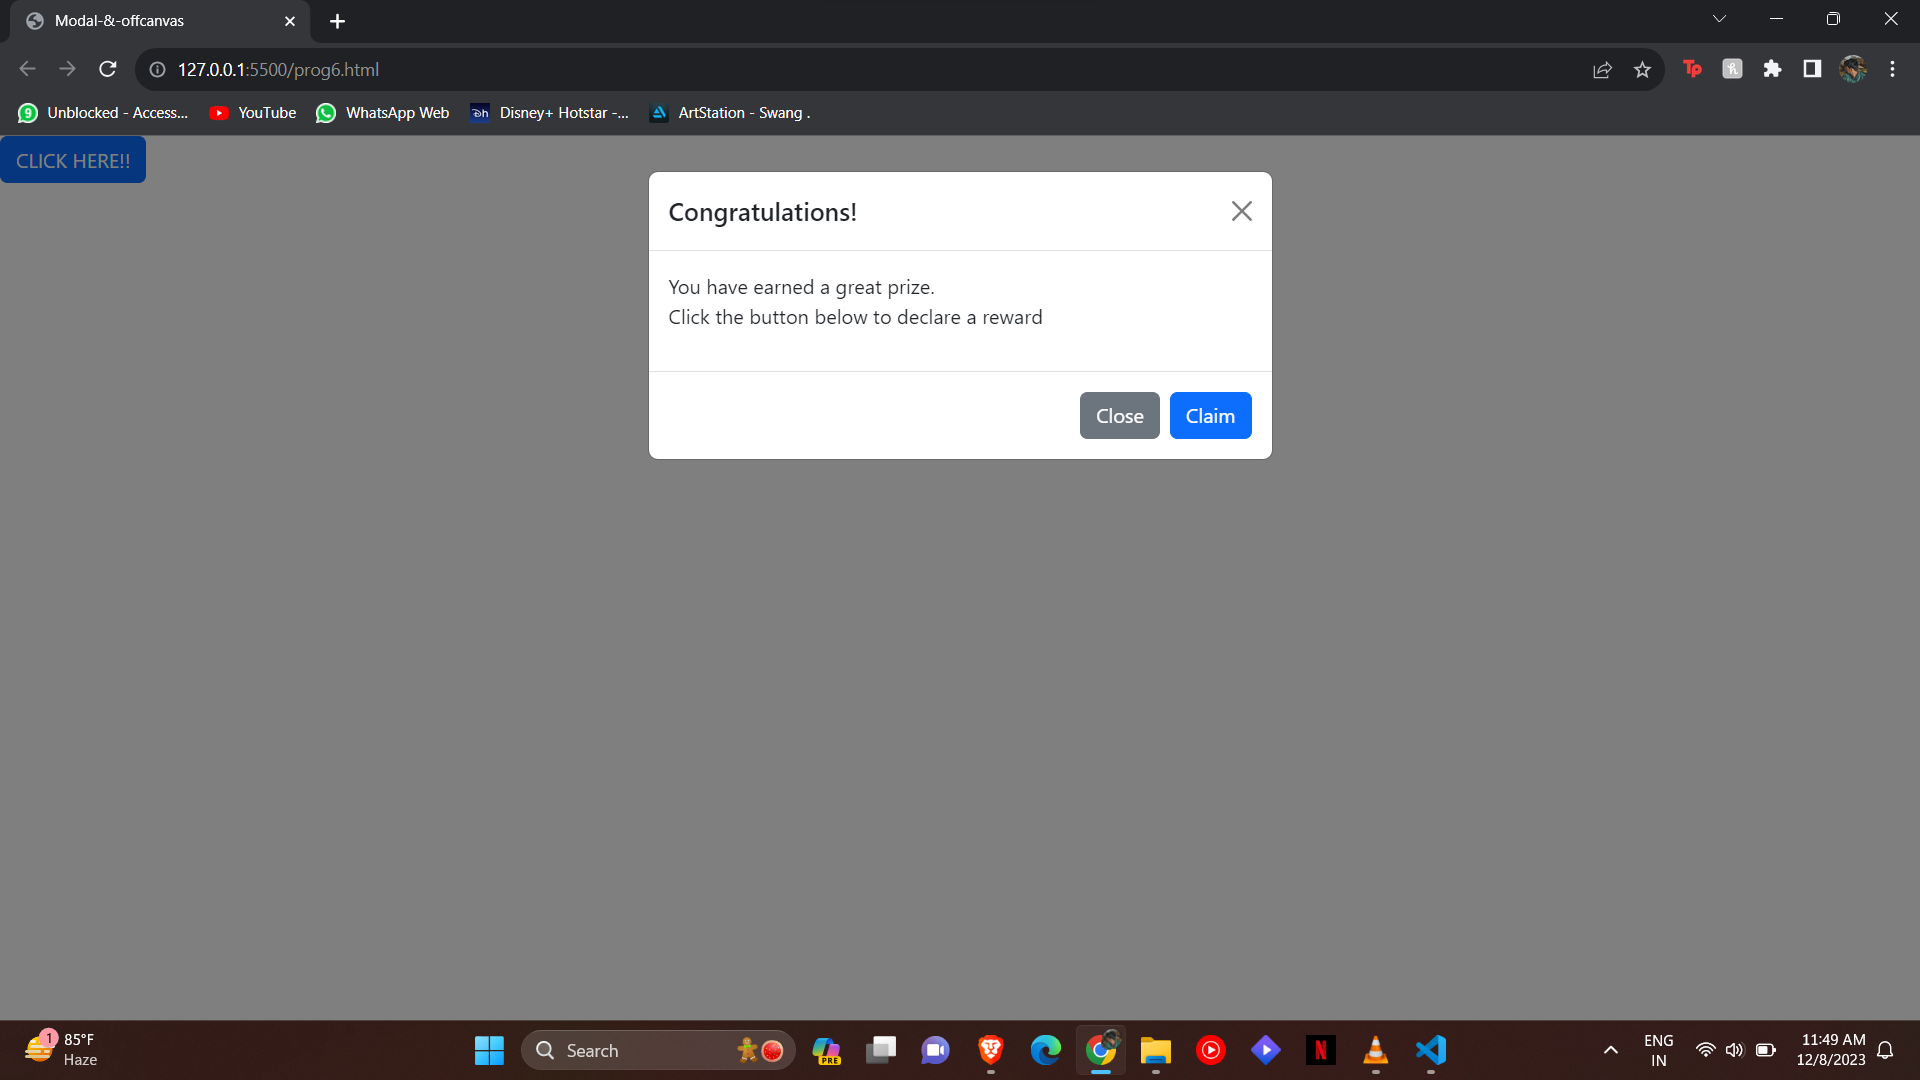 Modal-&-offcanvas
127.0.0.1:5500/prog6.html
Tp
Unblocked - Access...
YouTube
WhatsApp Web
Disney+ Hotstar -...
ArtStation - Swang .
CLICK HERE!!
Congratulations!
You have earned a great prize.
Click the button below to declare a reward
Close
Claim
1
85°F
Haze
Search
PRE
N
ENG
IN
11:49 AM
12/8/2023